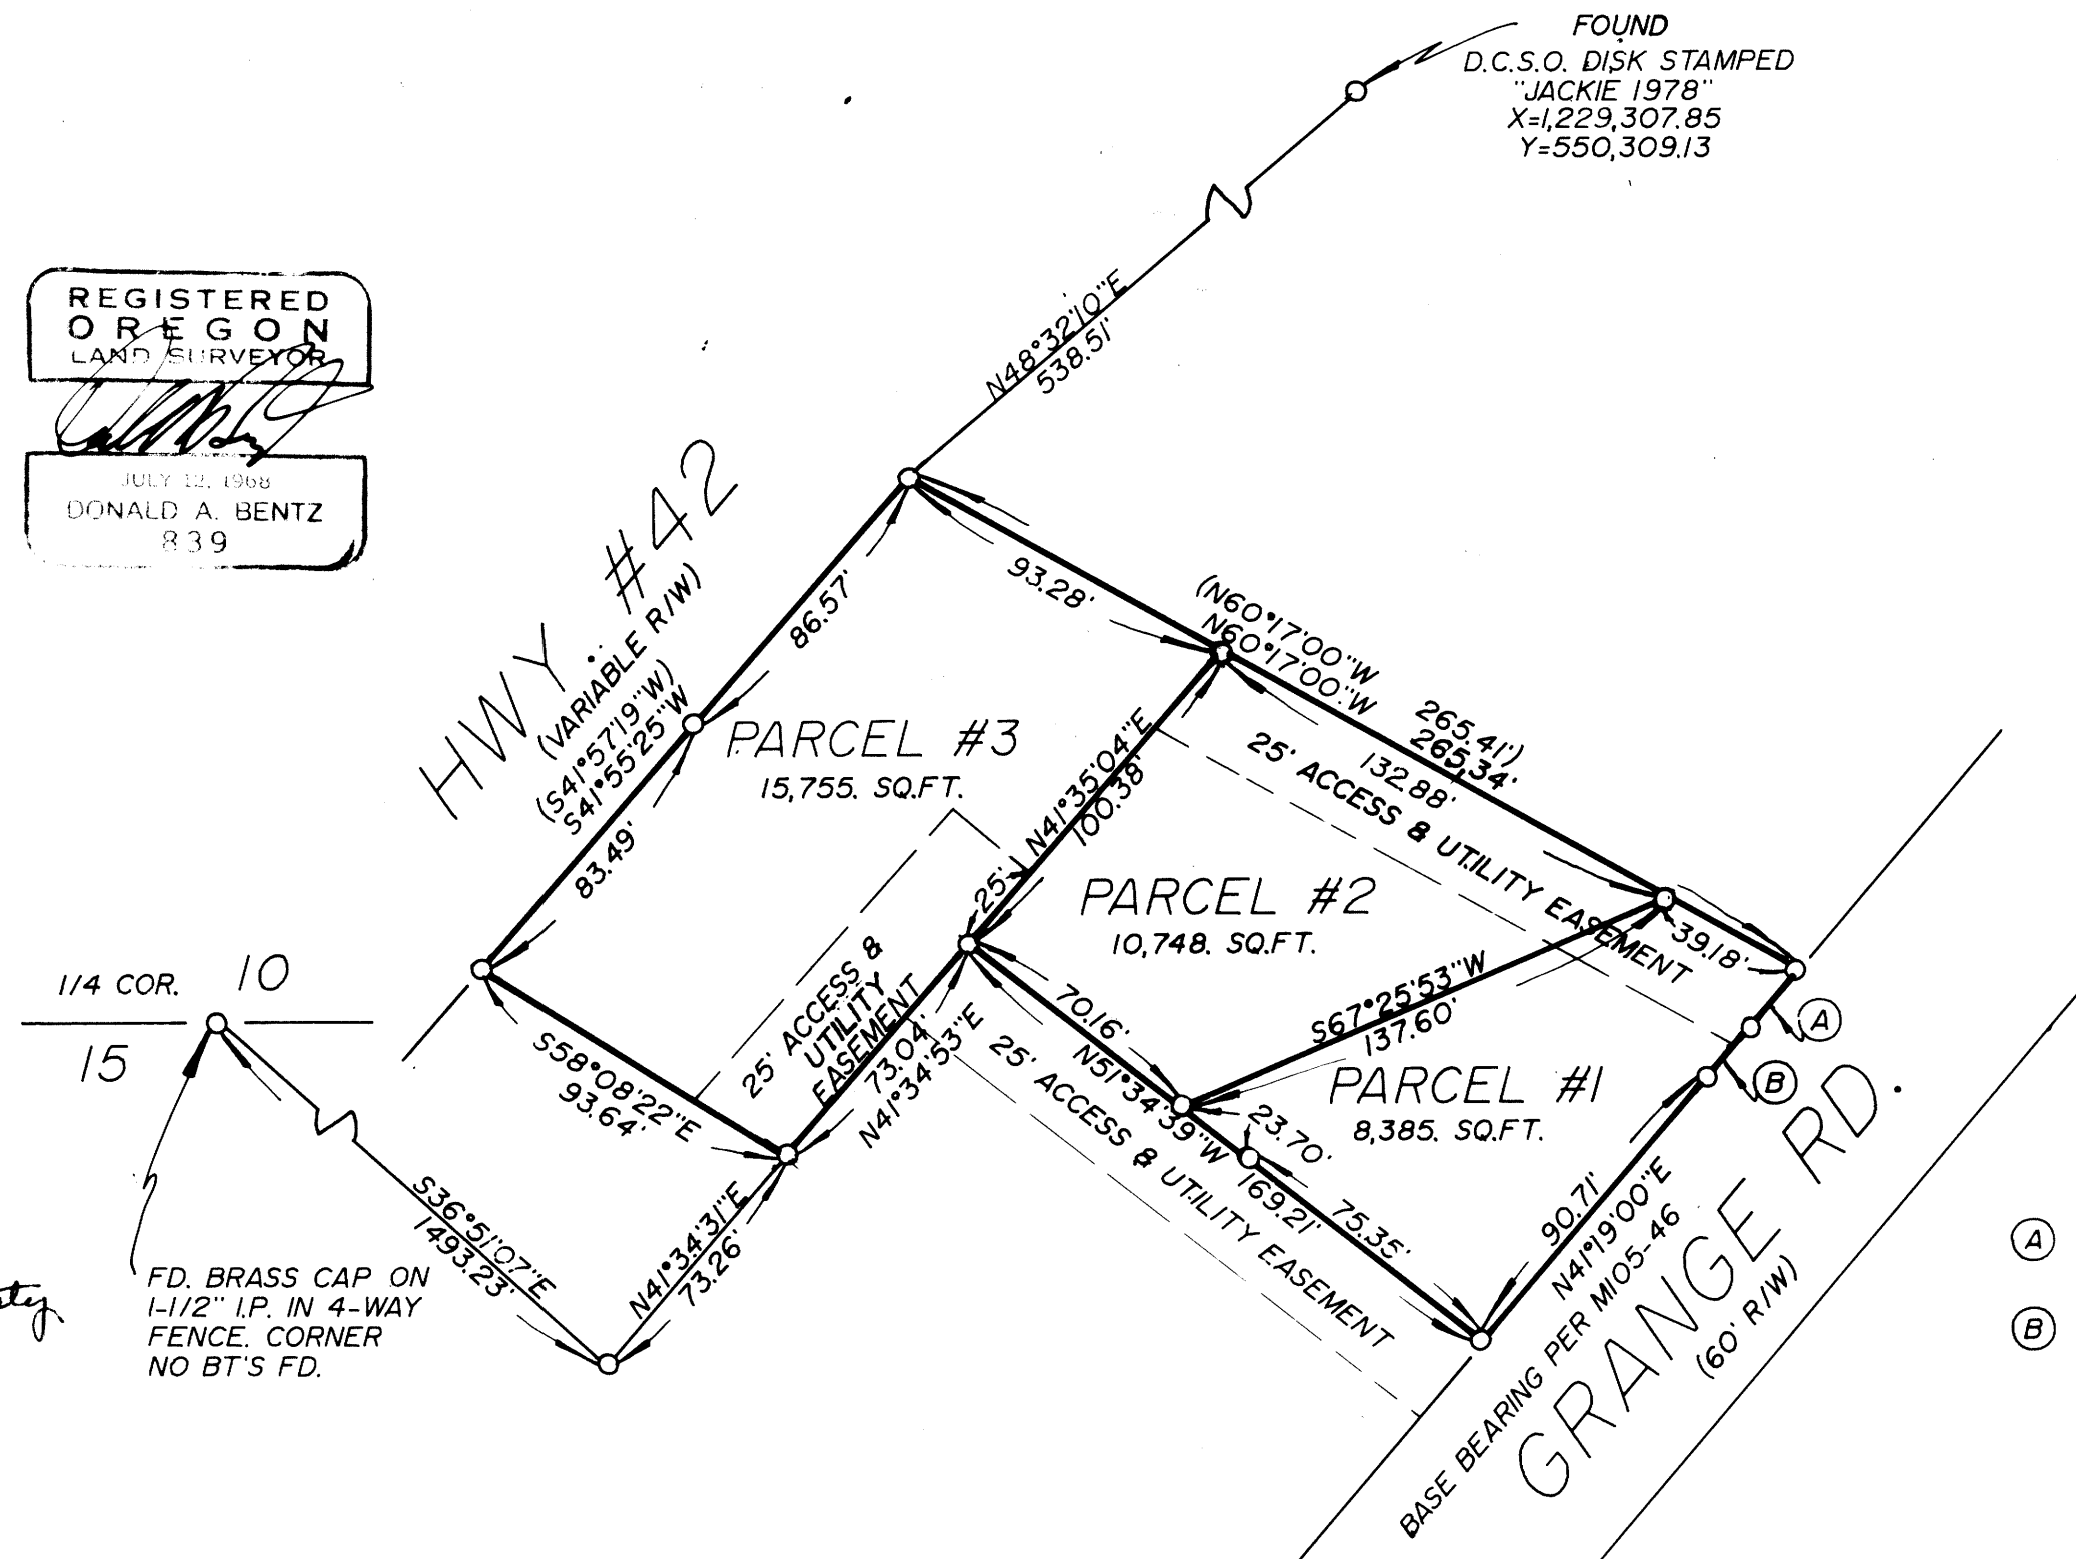 FOUND
D.C.S.O. DISK STAMPED
"JACKIE 1978"
X=1,229,307.85
Y=550,309.13
REGISTERED
OREGON
LAND SURVEYOR
JULY 12, 1968
DONALD A. BENTZ
839
N48°32'10"E
538.51'
HWY #42
(VARIABLE R/W)
(S41°57'19"W)
S41°55'25"W
86.57'
83.49'
93.28'
(N60°17'00"W
N60°17'00"W
265.41')
265.34'
132.88'
25' ACCESS & UTILITY EASEMENT
39.18'
PARCEL #3
15,755. SQ.FT.
N41°35'04"E
100.38'
25'
PARCEL #2
10,748. SQ.FT.
S67°25'53"W
137.60'
PARCEL #1
8,385. SQ.FT.
A
B
1/4 COR.
10
15
S58°08'22"E
93.64'
25' ACCESS &
UTILITY
EASEMENT
73.04'
N41°34'53"E
70.16'
N51°34'39"W
169.21'
23.70'
75.35'
25' ACCESS & UTILITY EASEMENT
90.71'
N41°19'00"E
BASE BEARING PER M105-46
GRANGE RD.
(60' R/W)
S36°51'07"E
1493.23'
N41°34'31"E
73.26'
FD. BRASS CAP ON
1-1/2" I.P. IN 4-WAY
FENCE. CORNER
NO BT'S FD.
A
B